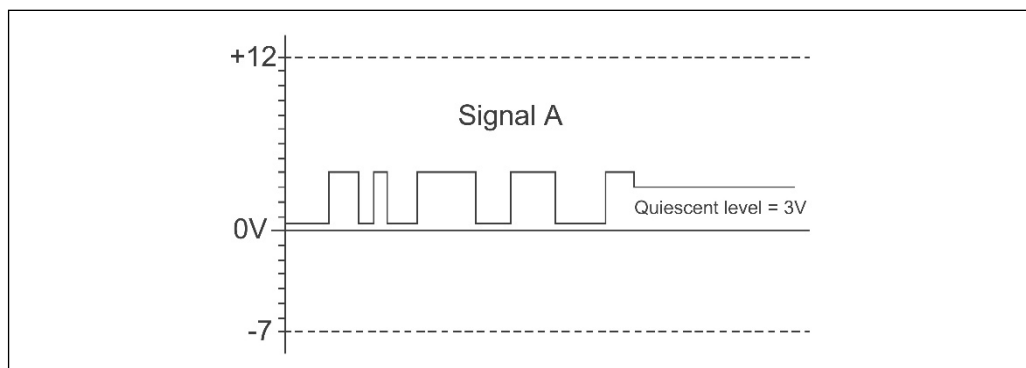 +12
Signal A
Quiescent level = 3V
0V
-7